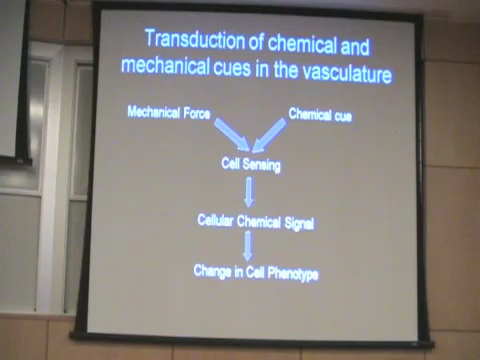 Transduction of chemical and
mechanical cues in the vasculature
Mechanical Force
Chemical cue
Cell Sensing
Cellular Chemical Signal
Change in Cell Phenotype